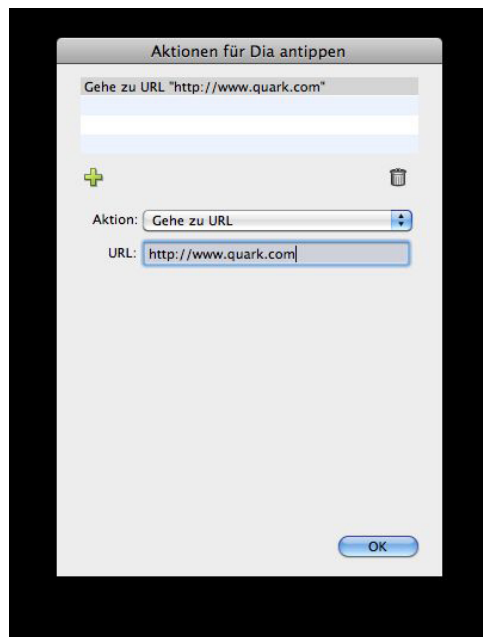 Aktionen für Dia antippen
Gehe zu URL "http://www.quark.com"
Aktion: Gehe zu URL
URL: http://www.quark.com
OK